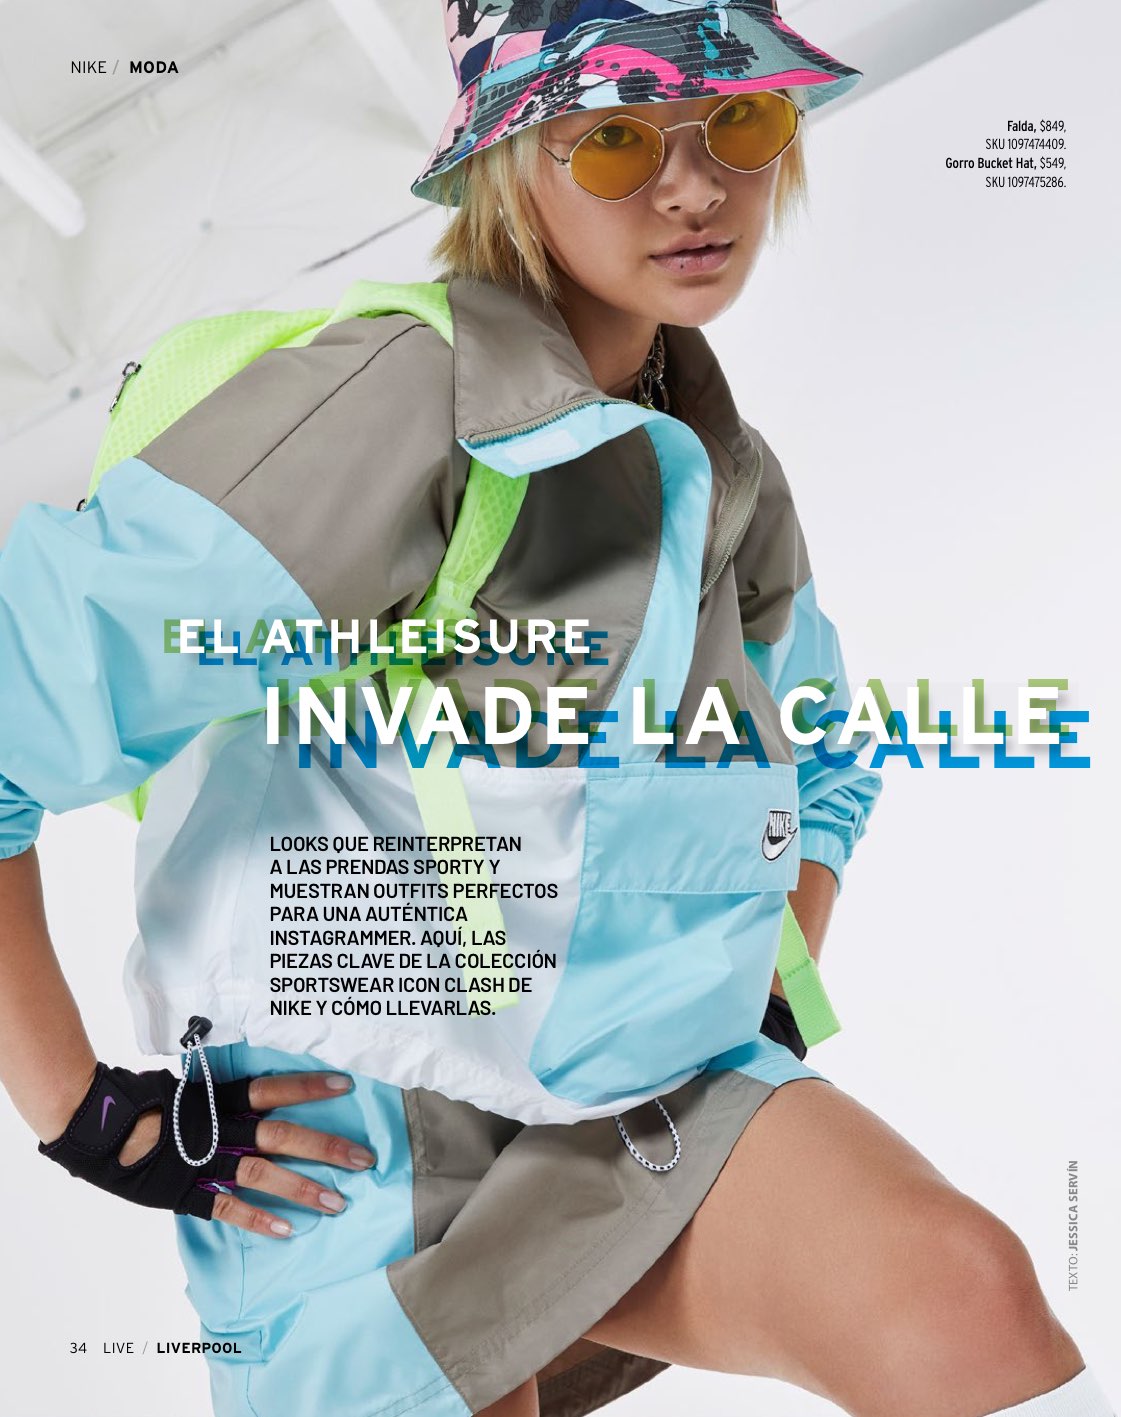 NIKE / MODA
Falda, $849,
SKU 1097474409.
Gorro Bucket Hat, $549,
SKU 1097475286.
EL ATHLEISURE
INVADE LA CALLE
NIKE
LOOKS QUE REINTERPRETAN
A LAS PRENDAS SPORTY Y
MUESTRAN OUTFITS PERFECTOS
PARA UNA AUTÉNTICA
INSTAGRAMMER. AQUÍ, LAS
PIEZAS CLAVE DE LA COLECCIÓN
SPORTSWEAR ICON CLASH DE
NIKE Y CÓMO LLEVARLAS.
TEXTO: JESSICA SERVÍN
34 LIVE / LIVERPOOL